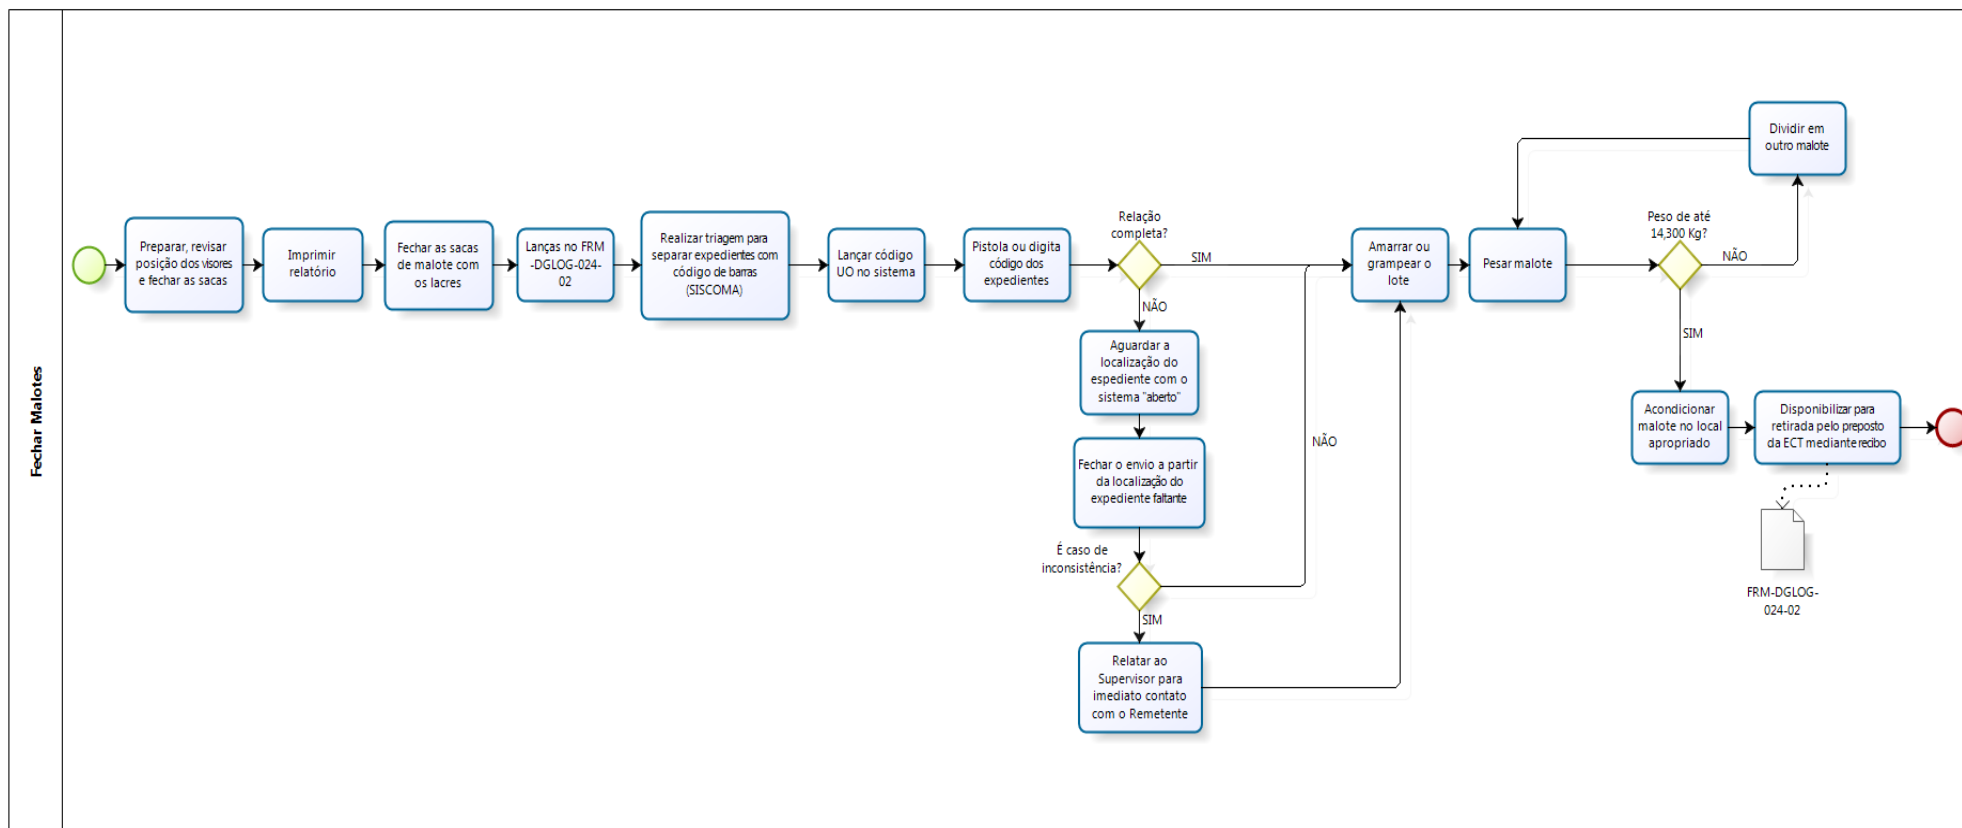 Fechar Malotes
Preparar, revisar
posição dos visores
e fechar as sacas
Imprimir
relatório
Fechar as sacas
de malote com
os lacres
Lanças no FRM
-DGLOG-024-
02
Realizar triagem para
separar expedientes com
código de barras
(SISCOMA)
Lançar código
UO no sistema
Pistola ou digita
código dos
expedientes
Relação
completa?
SIM
NÃO
Aguardar a
localização do
espediente com o
sistema "aberto"
Fechar o envio a partir
da localização do
expediente faltante
É caso de
inconsistência?
NÃO
SIM
Relatar ao
Supervisor para
imediato contato
com o Remetente
Amarrar ou
grampear o
lote
Pesar malote
Peso de até
14,300 Kg?
NÃO
Dividir em
outro malote
SIM
Acondicionar
malote no local
apropriado
Disponibilizar para
retirada pelo preposto
da ECT mediante recibo
FRM-DGLOG-
024-02